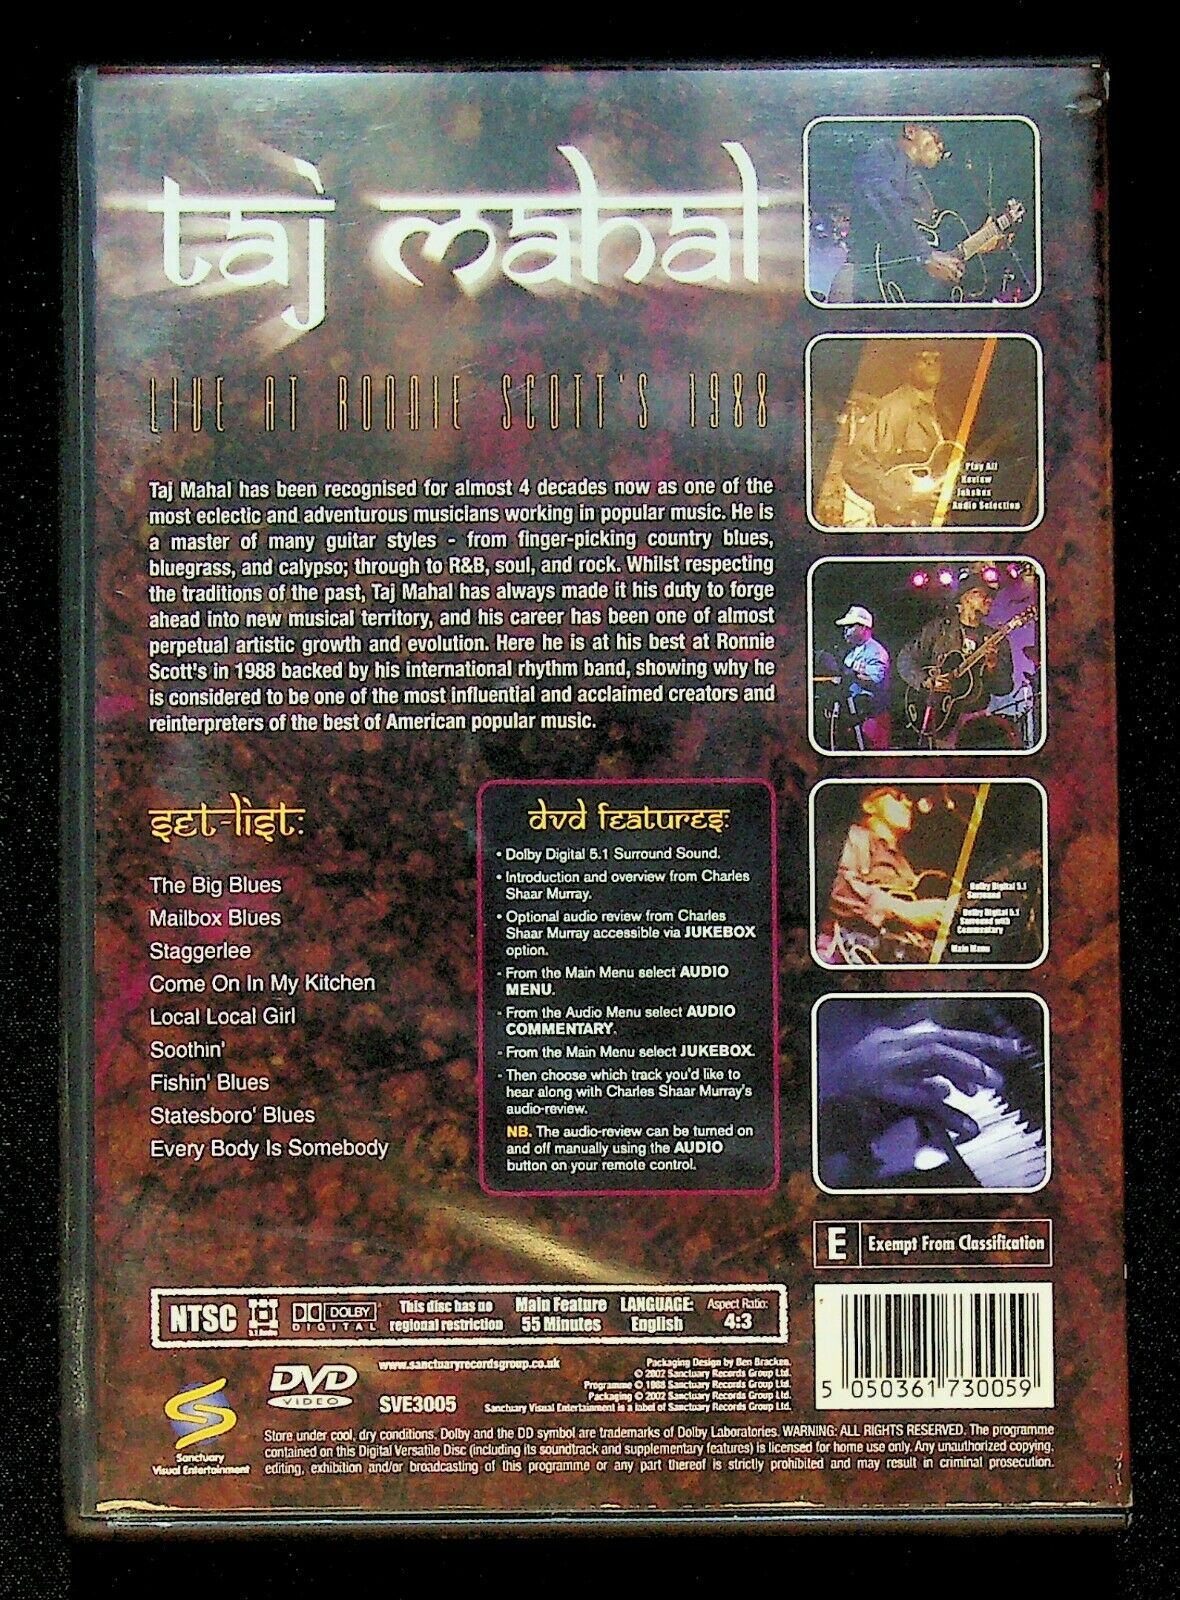 taj mahal
LIVE AT RONNIE SCOTT'S 1988
Taj Mahal has been recognised for almost 4 decades now as one of the
most eclectic and adventurous musicians working in popular music. He is
a master of many guitar styles - from finger-picking country blues,
bluegrass, and calypso; through to R&B, soul, and rock. Whilst respecting
the traditions of the past, Taj Mahal has always made it his duty to forge
ahead into new musical territory, and his career has been one of almost
perpetual artistic growth and evolution. Here he is at his best at Ronnie
Scott's in 1988 backed by his international rhythm band, showing why he
is considered to be one of the most influential and acclaimed creators and
reinterpreters of the best of American popular music.
set-list:
The Big Blues
Mailbox Blues
Staggerlee
Come On In My Kitchen
Local Local Girl
Soothin'
Fishin' Blues
Statesboro' Blues
Every Body Is Somebody
dvd features:
• Dolby Digital 5.1 Surround Sound.
• Introduction and overview from Charles
Shaar Murray.
• Optional audio review from Charles
Shaar Murray accessible via JUKEBOX
option.
- From the Main Menu select AUDIO
MENU.
- From the Audio Menu select AUDIO
COMMENTARY.
- From the Main Menu select JUKEBOX.
- Then choose which track you'd like to
hear along with Charles Shaar Murray's
audio-review.
NB. The audio-review can be turned on
and off manually using the AUDIO
button on your remote control.
Play All
Review
Jukebox
Audio Selection
Dolby Digital 5.1
Surround
Dolby Digital 5.1
Surround with
Commentary
Main Menu
E Exempt From Classification
NTSC
5.1 Audio
DOLBY
DIGITAL
This disc has no
regional restriction
Main Feature
55 Minutes
LANGUAGE:
English
Aspect Ratio:
4:3
5 050361 730059
Sanctuary
Visual Entertainment
DVD
VIDEO
www.sanctuaryrecordsgroup.co.uk
SVE3005
Packaging Design by Ben Bracken.
© 2002 Sanctuary Records Group Ltd.
Programme © 1988 Sanctuary Records Group Ltd.
Packaging © 2002 Sanctuary Records Group Ltd.
Sanctuary Visual Entertainment is a label of Sanctuary Records Group Ltd.
Store under cool, dry conditions. Dolby and the DD symbol are trademarks of Dolby Laboratories. WARNING: ALL RIGHTS RESERVED. The programme
contained on this Digital Versatile Disc (including its soundtrack and supplementary features) is licensed for home use only. Any unauthorized copying,
editing, exhibition and/or broadcasting of this programme or any part thereof is strictly prohibited and may result in criminal prosecution.